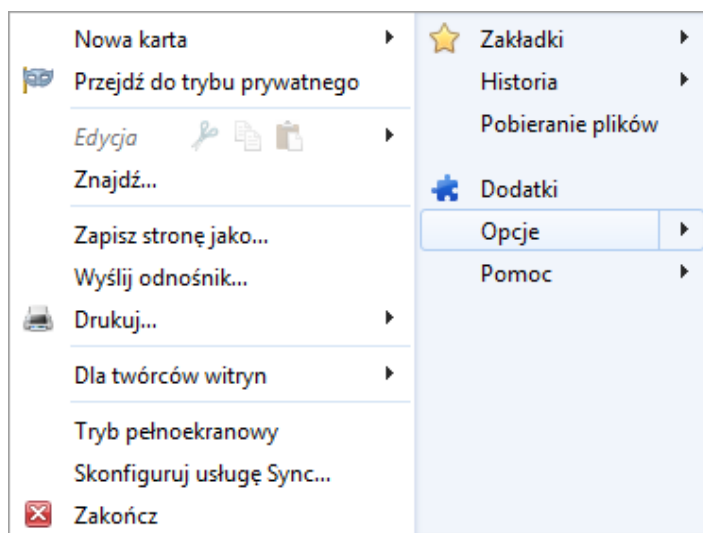 Nowa karta
Przejdź do trybu prywatnego
Edycja
Znajdź...
Zapisz stronę jako...
Wyślij odnośnik...
Drukuj...
Dla twórców witryn
Tryb pełnoekranowy
Skonfiguruj usługę Sync...
Zakończ
Zakładki
Historia
Pobieranie plików
Dodatki
Opcje
Pomoc